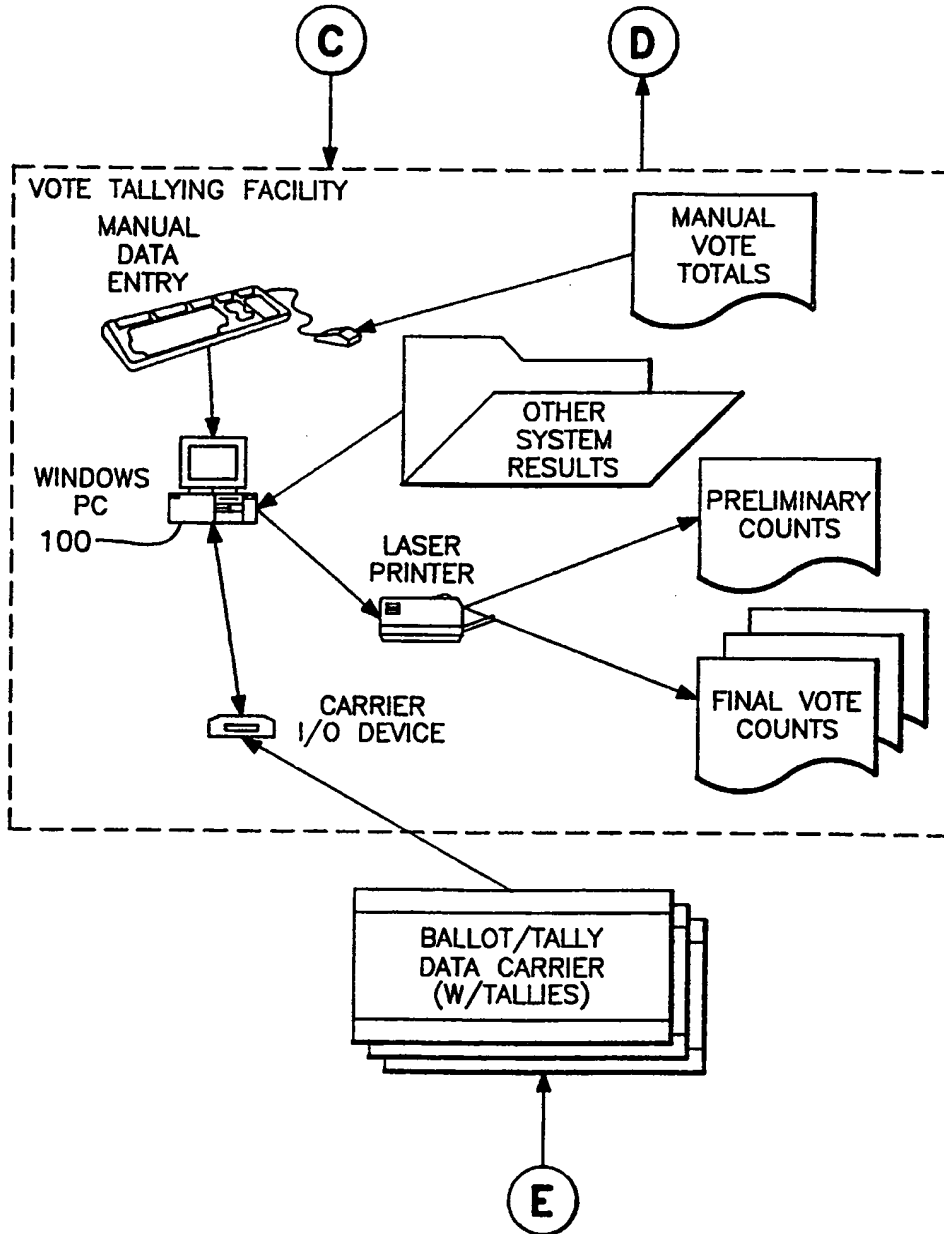 C
D
VOTE TALLYING FACILITY
MANUAL
DATA
ENTRY
MANUAL
VOTE
TOTALS
OTHER
SYSTEM
RESULTS
WINDOWS
PC
100
PRELIMINARY
COUNTS
LASER
PRINTER
FINAL VOTE
COUNTS
CARRIER
I/O DEVICE
BALLOT/TALLY
DATA CARRIER
(W/TALLIES)
E